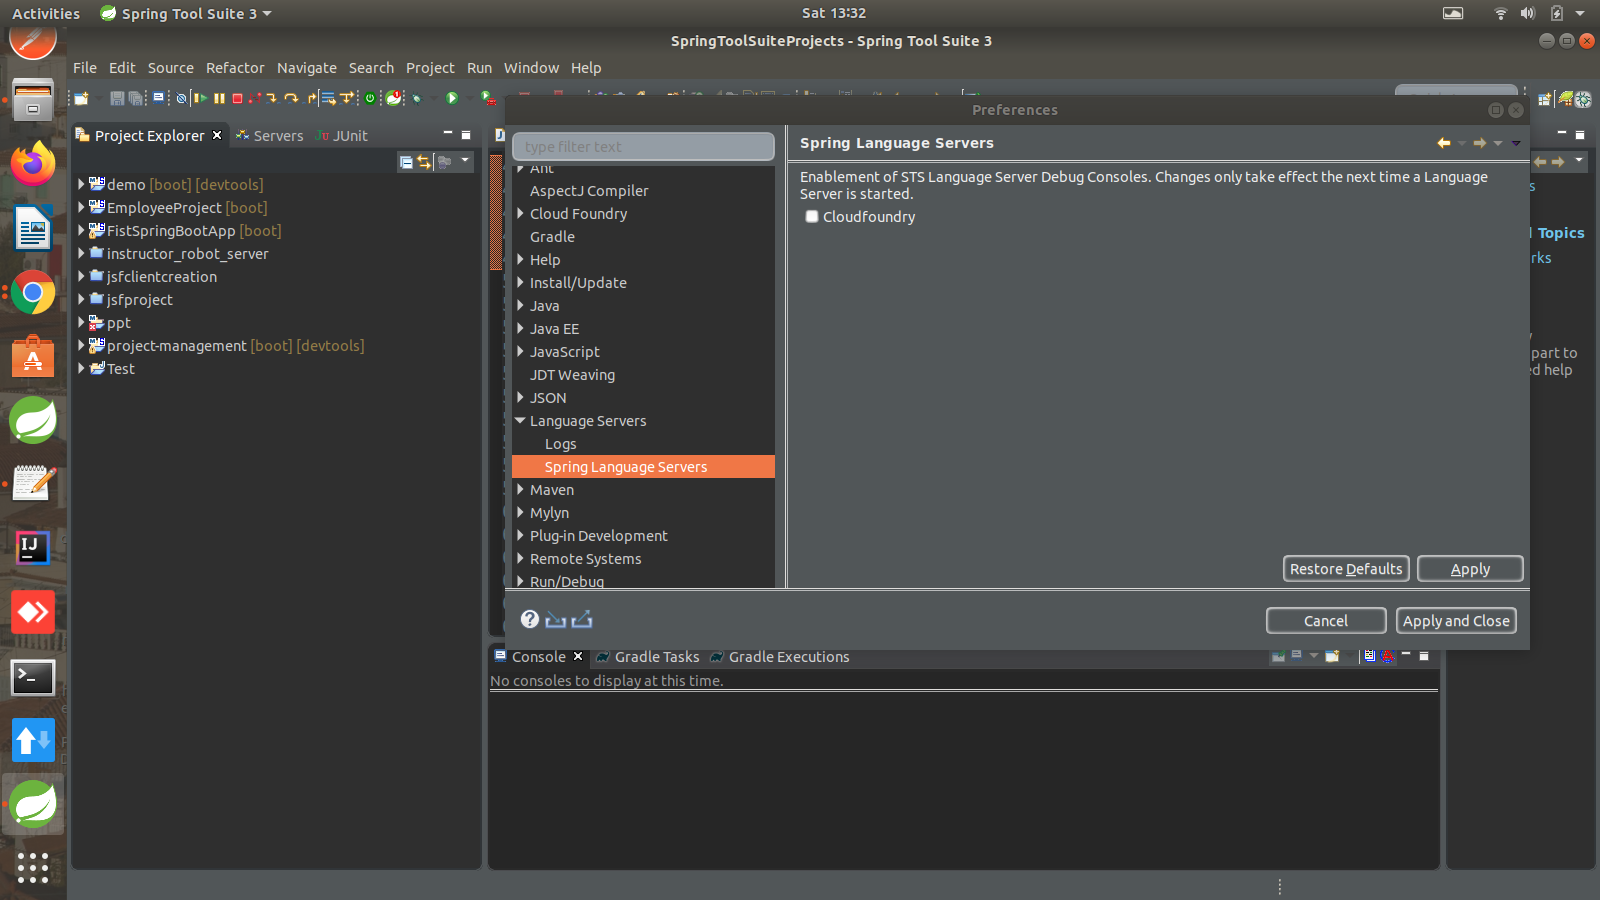 Activities
Spring Tool Suite 3
Sat 13:32
SpringToolSuiteProjects - Spring Tool Suite 3
File Edit Source Refactor Navigate Search Project Run Window Help
Project Explorer Servers JUnit
demo [boot] [devtools]
EmployeeProject [boot]
FistSpringBootApp [boot]
instructor_robot_server
jsfclientcreation
jsfproject
ppt
project-management [boot] [devtools]
Test
Preferences
type filter text
Ant
AspectJ Compiler
Cloud Foundry
Gradle
Help
Install/Update
Java
Java EE
JavaScript
JDT Weaving
JSON
Language Servers
Logs
Spring Language Servers
Maven
Mylyn
Plug-in Development
Remote Systems
Run/Debug
Spring Language Servers
Enablement of STS Language Server Debug Consoles. Changes only take effect the next time a Language
Server is started.
Cloudfoundry
Restore Defaults Apply
Cancel Apply and Close
Topics
part to
help
Console Gradle Tasks Gradle Executions
No consoles to display at this time.